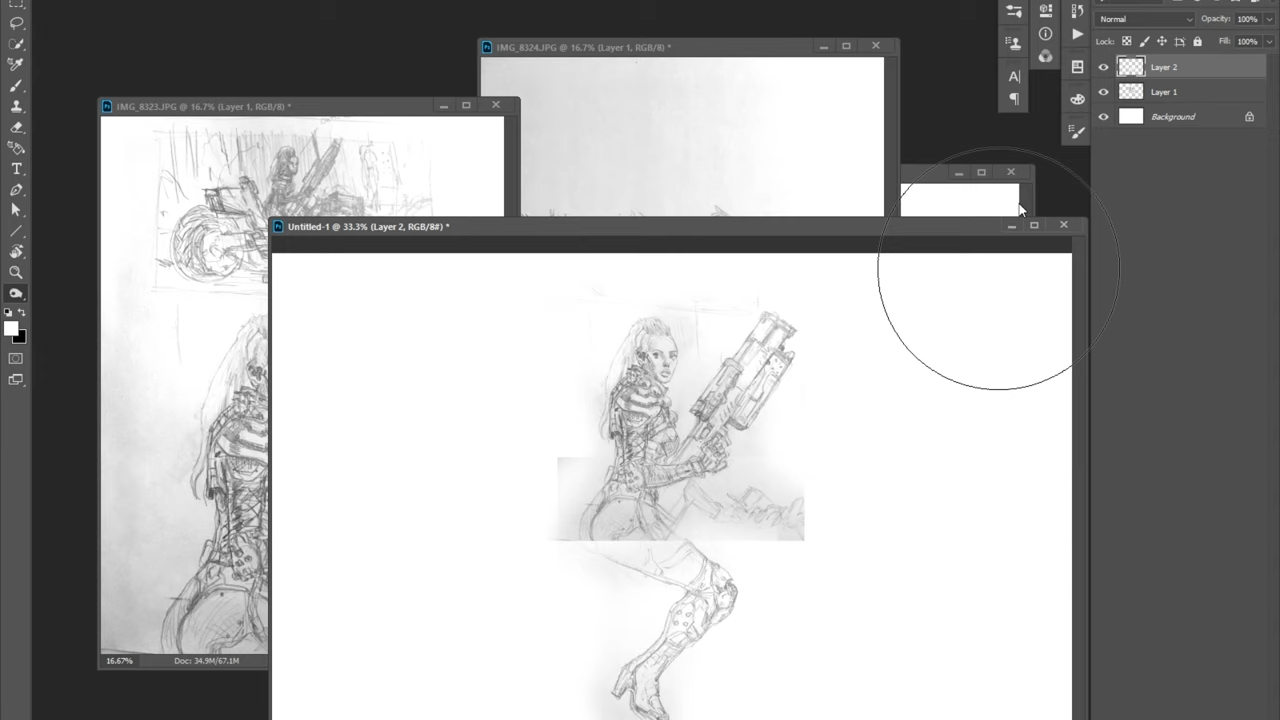 IMG_8324.JPG @ 16.7% (Layer 1, RGB/8) *
IMG_8323.JPG @ 16.7% (Layer 1, RGB/8) *
Untitled-1 @ 33.3% (Layer 2, RGB/8#) *
16.67% Doc: 34.9M/67.1M
Normal Opacity: 100%
Lock: Fill: 100%
Layer 2
Layer 1
Background